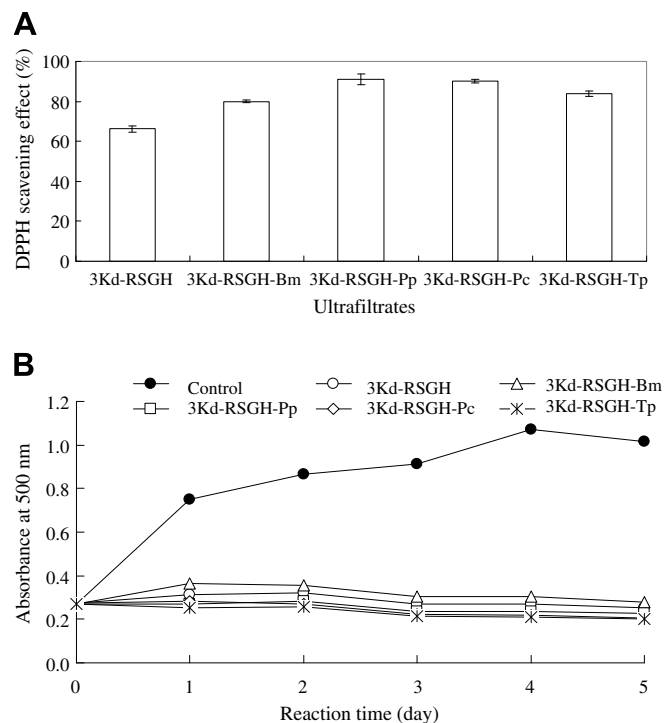 A
DPPH scavening effect (%)
100
80
60
40
20
0
3Kd-RSGH 3Kd-RSGH-Bm 3Kd-RSGH-Pp 3Kd-RSGH-Pc 3Kd-RSGH-Tp
Ultrafiltrates
B
Control 3Kd-RSGH 3Kd-RSGH-Bm
3Kd-RSGH-Pp 3Kd-RSGH-Pc 3Kd-RSGH-Tp
Absorbance at 500 nm
1.2
1.0
0.8
0.6
0.4
0.2
0.0
0 1 2 3 4 5
Reaction time (day)